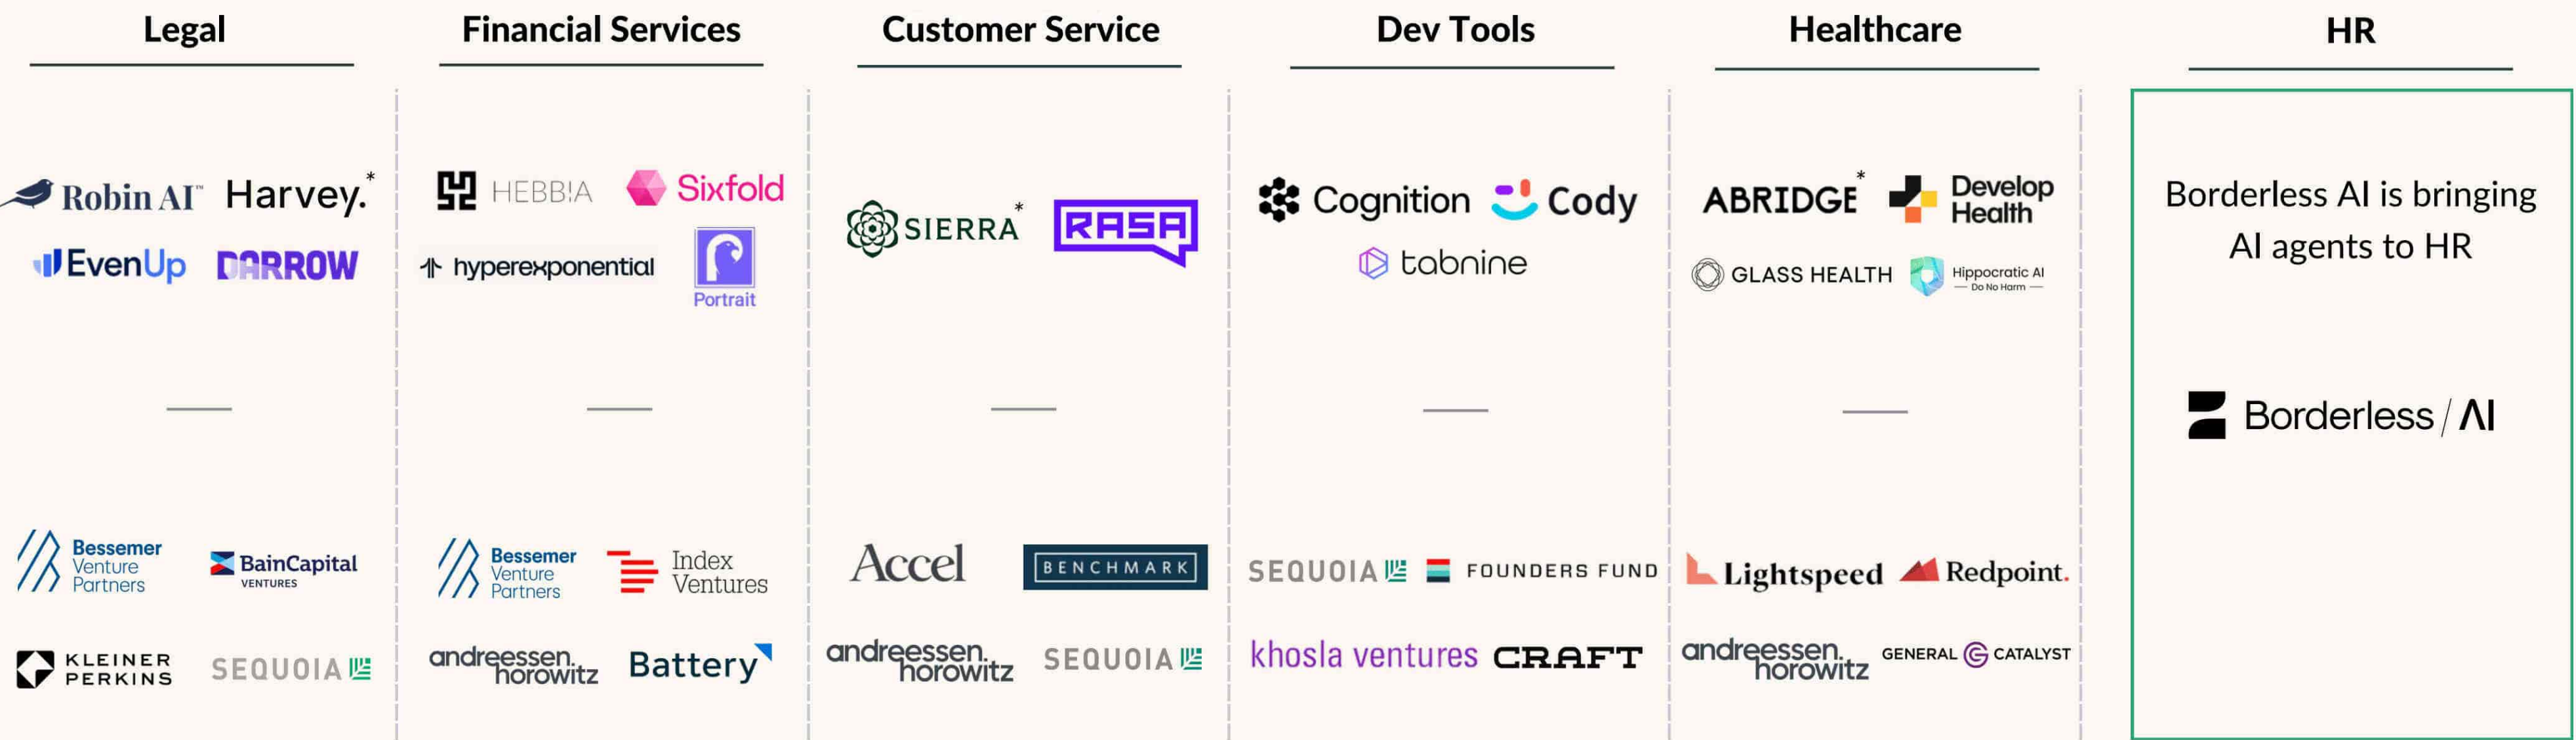 Legal
Robin AI™ Harvey.*
EvenUp DARROW
Bessemer
Venture
Partners
BainCapital
VENTURES
KLEINER
PERKINS
SEQUOIA
Financial Services
HEBBIA Sixfold
hyperexponential
Portrait
Bessemer
Venture
Partners
Index
Ventures
andreessen.
horowitz
Battery
Customer Service
SIERRA* RASA
Accel BENCHMARK
andreessen.
horowitz
SEQUOIA
Dev Tools
Cognition Cody
tabnine
SEQUOIA FOUNDERS FUND
khosla ventures CRAFT
Healthcare
ABRIDGE*
Develop
Health
GLASS HEALTH
Hippocratic AI
— Do No Harm —
Lightspeed Redpoint.
andreessen.
horowitz
GENERAL CATALYST
HR
Borderless AI is bringing
AI agents to HR
Borderless / AI